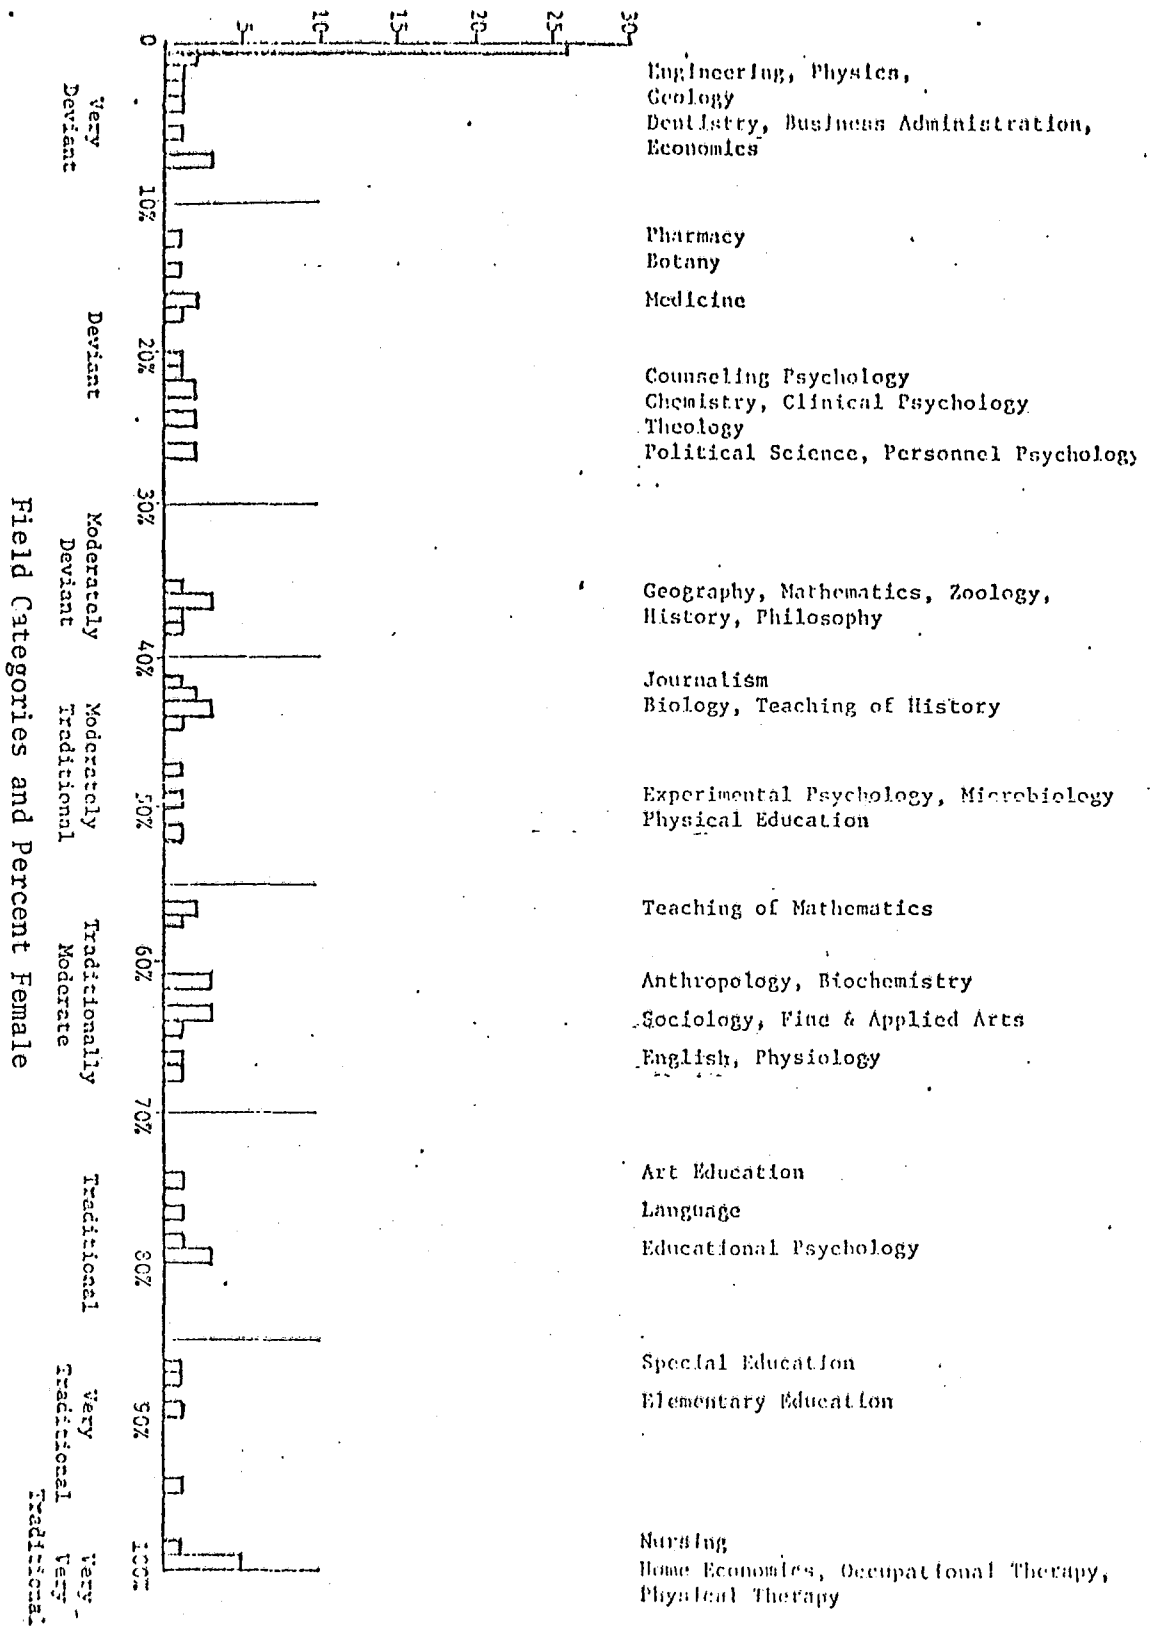 0 5 10 15 20 25 30
Engineering, Physics,
Geology
Dentistry, Business Administration,
Economics
Pharmacy
Botany
Medicine
Counseling Psychology
Chemistry, Clinical Psychology
Theology
Political Science, Personnel Psychology
Geography, Mathematics, Zoology,
History, Philosophy
Journalism
Biology, Teaching of History
Experimental Psychology, Microbiology
Physical Education
Teaching of Mathematics
Anthropology, Biochemistry
Sociology, Fine & Applied Arts
English, Physiology
Art Education
Language
Educational Psychology
Special Education
Elementary Education
Nursing
Home Economics, Occupational Therapy,
Physical Therapy
10% 20% 30% 40% 50% 60% 70% 80% 90% 100%
Very
Deviant
Deviant
Moderately
Deviant
Moderately
Traditional
Traditionally
Moderate
Traditional
Very
Traditional
Very
Very
Traditional
Field Categories and Percent Female